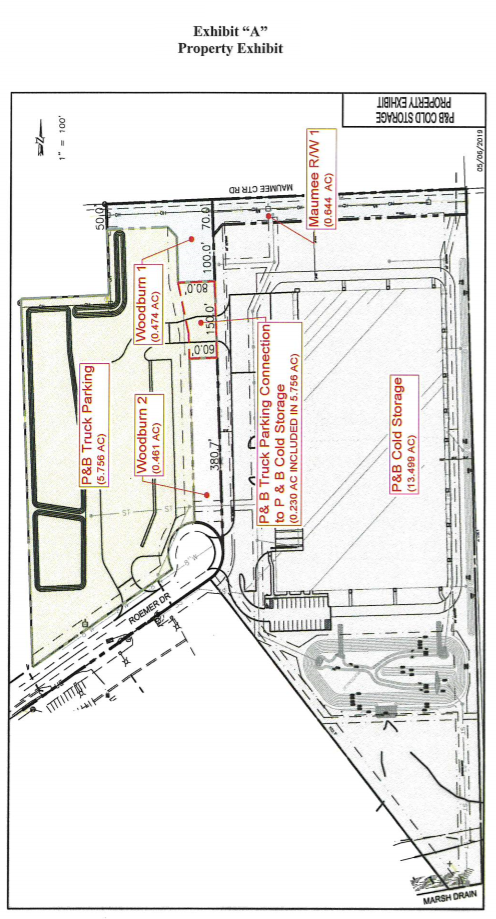 Exhibit “A”
Property Exhibit
P&B COLD STORAGE
PROPERTY EXHIBIT
05/06/2019
1" = 100'
MAUMEE CTR RD
Maumee R/W 1
(0.644 AC)
50.0'
70.0'
100.0'
80.0'
150.0'
60.0'
380.7'
Woodburn 1
(0.474 AC)
Woodburn 2
(0.461 AC)
P&B Truck Parking
(5.756 AC)
P& B Truck Parking Connection
to P & B Cold Storage
(0.230 AC INCLUDED IN 5.756 AC)
P&B Cold Storage
(13.499 AC)
ROEMER DR
MARSH DRAIN